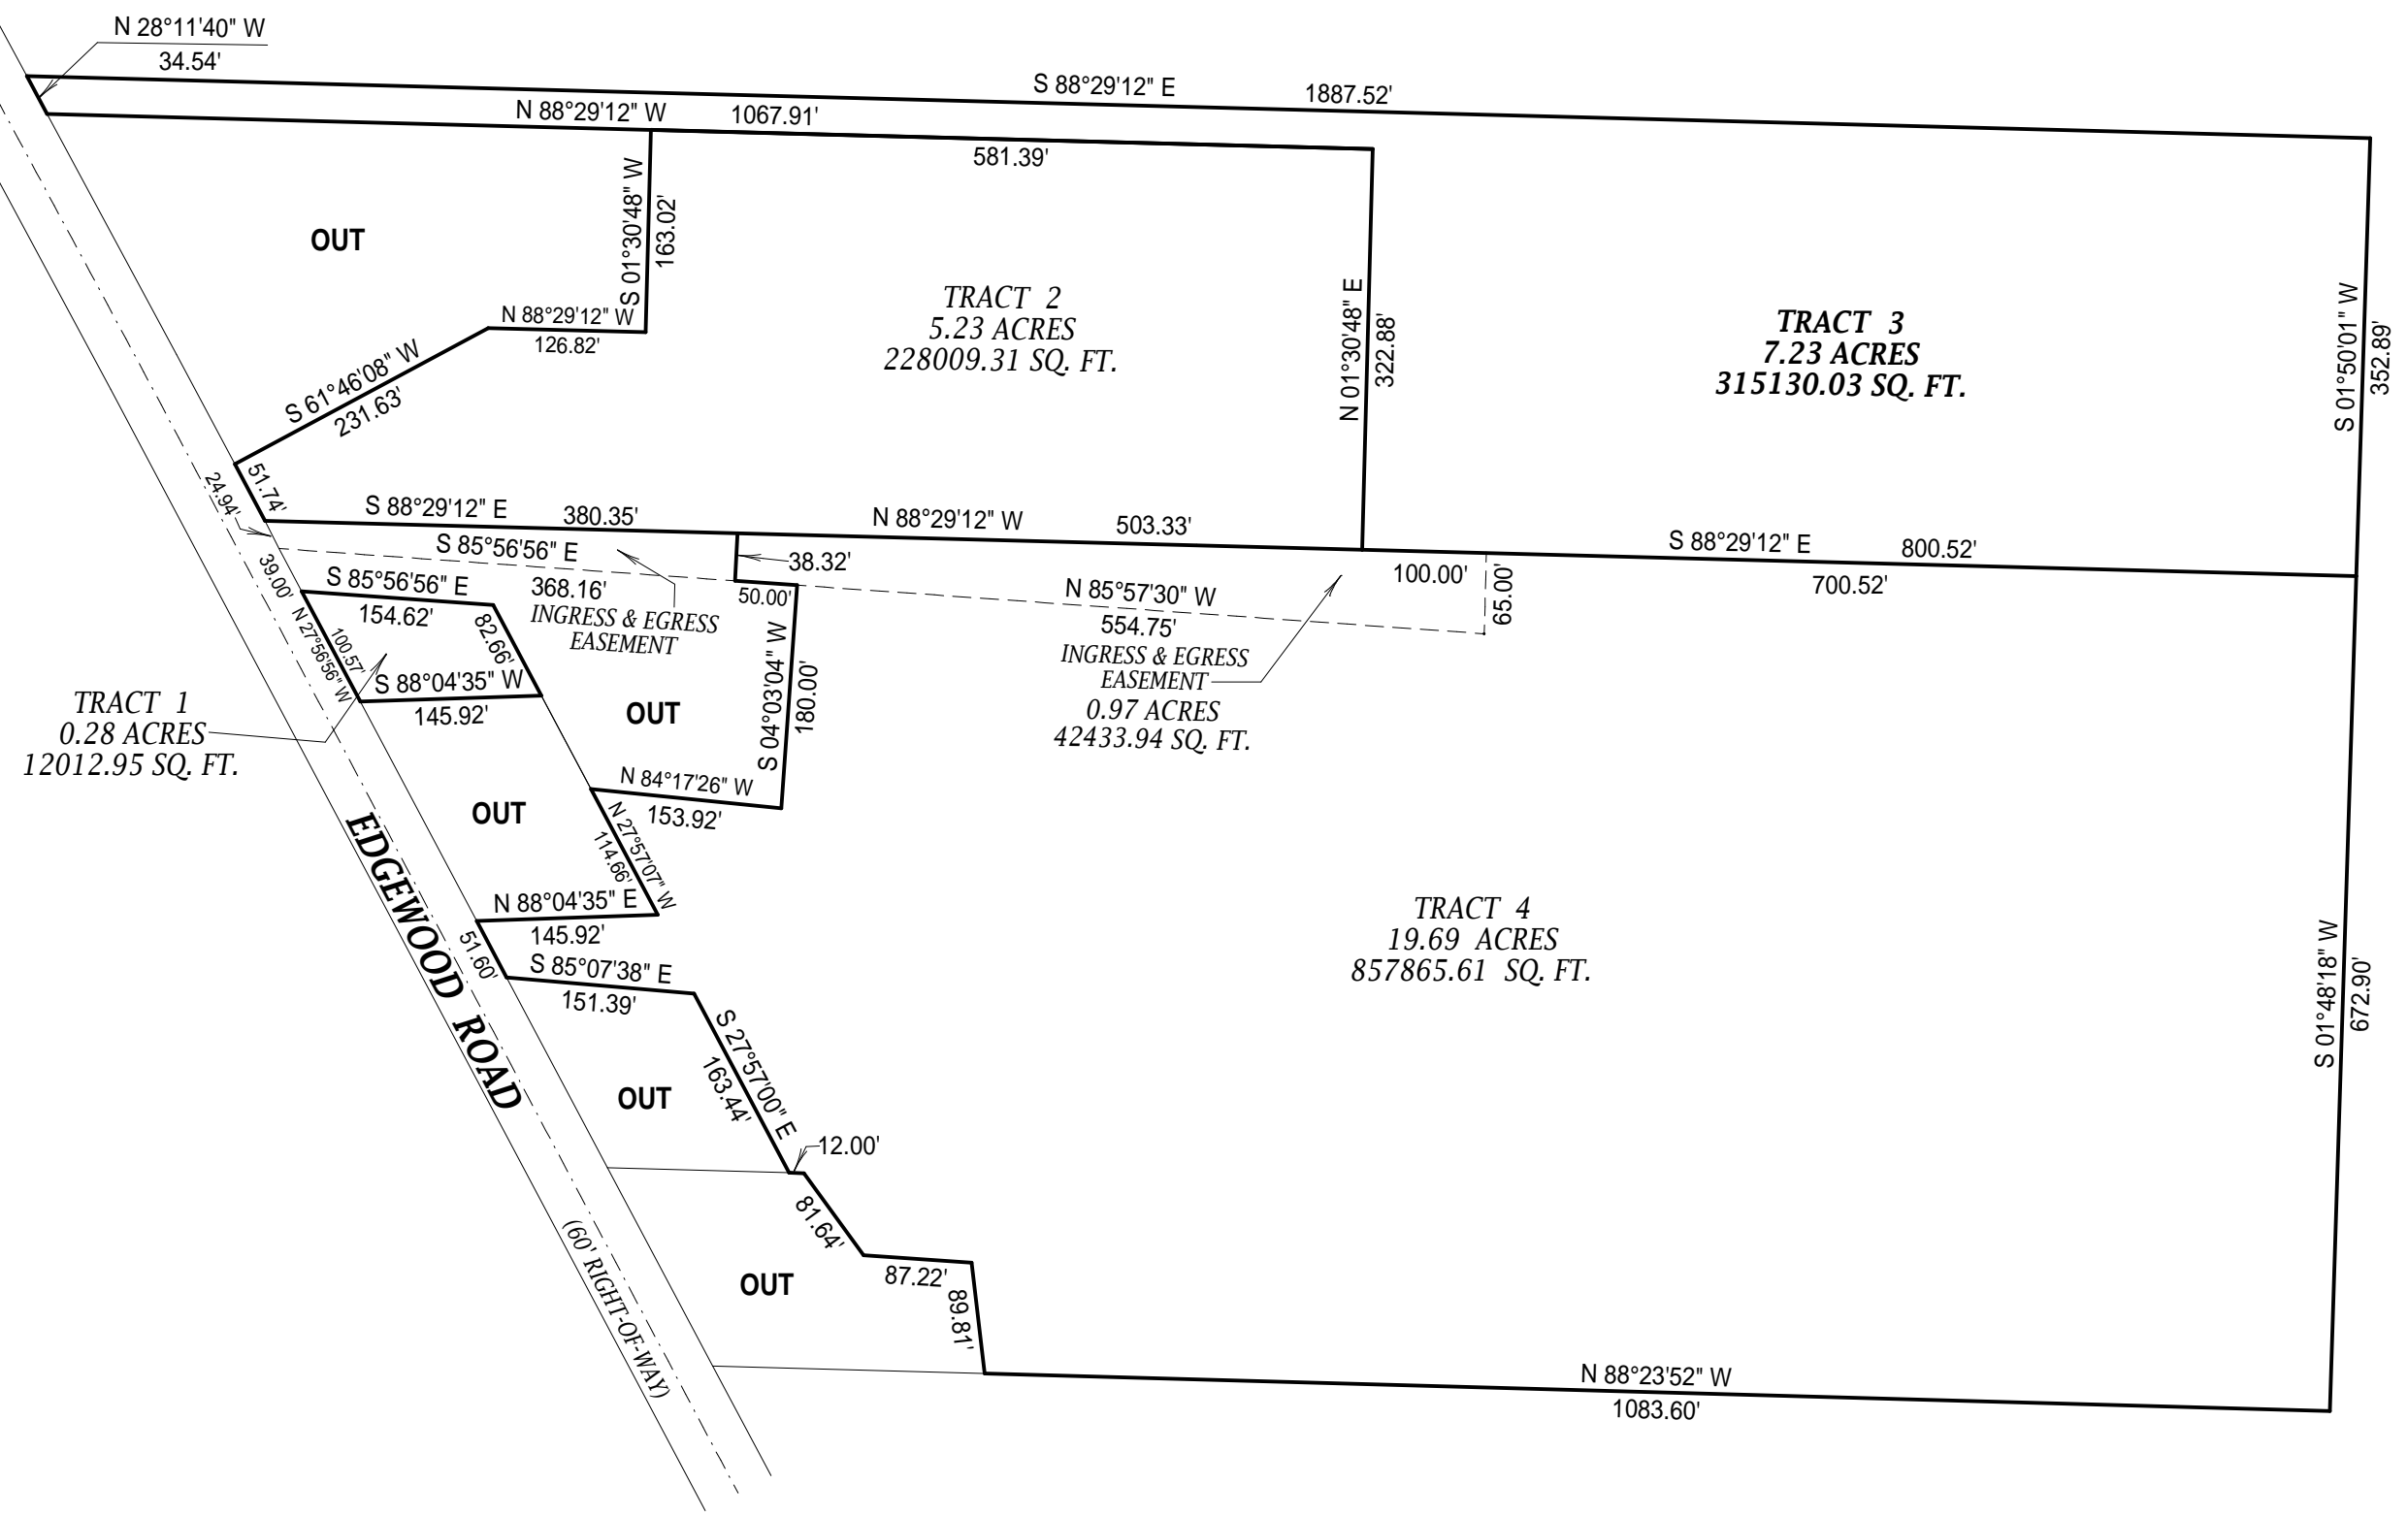 N 28°11'40" W
34.54'
S 88°29'12" E
1887.52'
N 88°29'12" W
1067.91'
581.39'
S 01°30'48" W
163.02'
OUT
N 88°29'12" W
126.82'
S 61°46'08" W
231.63'
TRACT 2
5.23 ACRES
228009.31 SQ. FT.
N 01°30'48" E
322.88'
TRACT 3
7.23 ACRES
315130.03 SQ. FT.
S 01°50'01" W
352.89'
51.74'
24.94'
S 88°29'12" E
380.35'
N 88°29'12" W
503.33'
S 88°29'12" E
800.52'
700.52'
S 85°56'56" E
368.16'
INGRESS & EGRESS
EASEMENT
38.32'
50.00'
39.00'
S 85°56'56" E
154.62'
82.66'
N 27°56'56" W
100.57'
S 88°04'35" W
145.92'
TRACT 1
0.28 ACRES
12012.95 SQ. FT.
N 85°57'30" W
554.75'
100.00'
65.00'
INGRESS & EGRESS
EASEMENT
0.97 ACRES
42433.94 SQ. FT.
OUT
S 04°03'04" W
180.00'
N 84°17'26" W
153.92'
OUT
N 27°57'07" W
114.66'
N 88°04'35" E
145.92'
51.60'
S 85°07'38" E
151.39'
TRACT 4
19.69 ACRES
857865.61 SQ. FT.
S 01°48'18" W
672.90'
EDGEWOOD ROAD
(60' RIGHT-OF-WAY)
OUT
S 27°57'00" E
163.44'
12.00'
81.64'
OUT
87.22'
89.81'
N 88°23'52" W
1083.60'